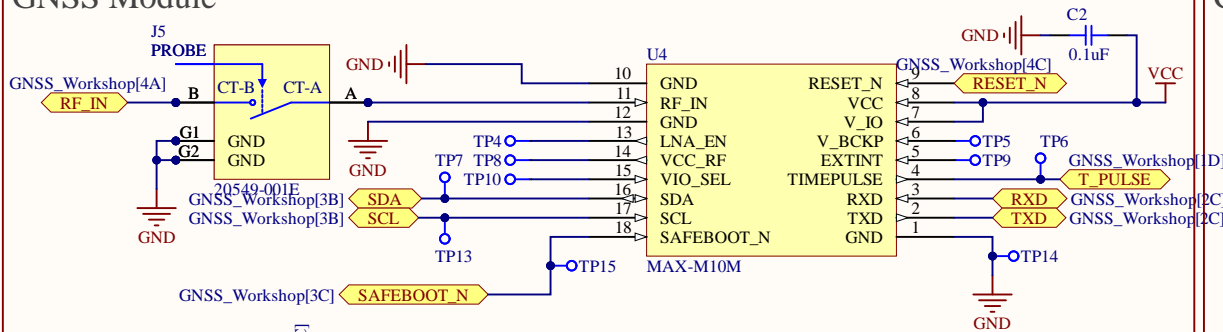 GNSS Module
J5
PROBE
GNSS_Workshop[4A]
RF_IN
B
CT-B
CT-A
A
G1
GND
G2
GND
20549-001E
GND
GND
GND
U4
10
GND
11
RF_IN
12
GND
13
LNA_EN
14
VCC_RF
15
VIO_SEL
16
SDA
17
SCL
18
SAFEBOOT_N
MAX-M10M
RESET_N
9
VCC
8
V_IO
7
V_BCKP
6
EXTINT
5
TIMEPULSE
4
RXD
3
TXD
2
GND
1
TP4
TP7
TP8
TP10
GNSS_Workshop[3B]
SDA
GNSS_Workshop[3B]
SCL
TP13
TP15
GNSS_Workshop[3C]
SAFEBOOT_N
C2
GND
0.1uF
GNSS_Workshop[4C]
RESET_N
VCC
TP5
TP6
TP9
GNSS_Workshop[1D]
T_PULSE
RXD
GNSS_Workshop[2C]
TXD
GNSS_Workshop[2C]
TP14
GND